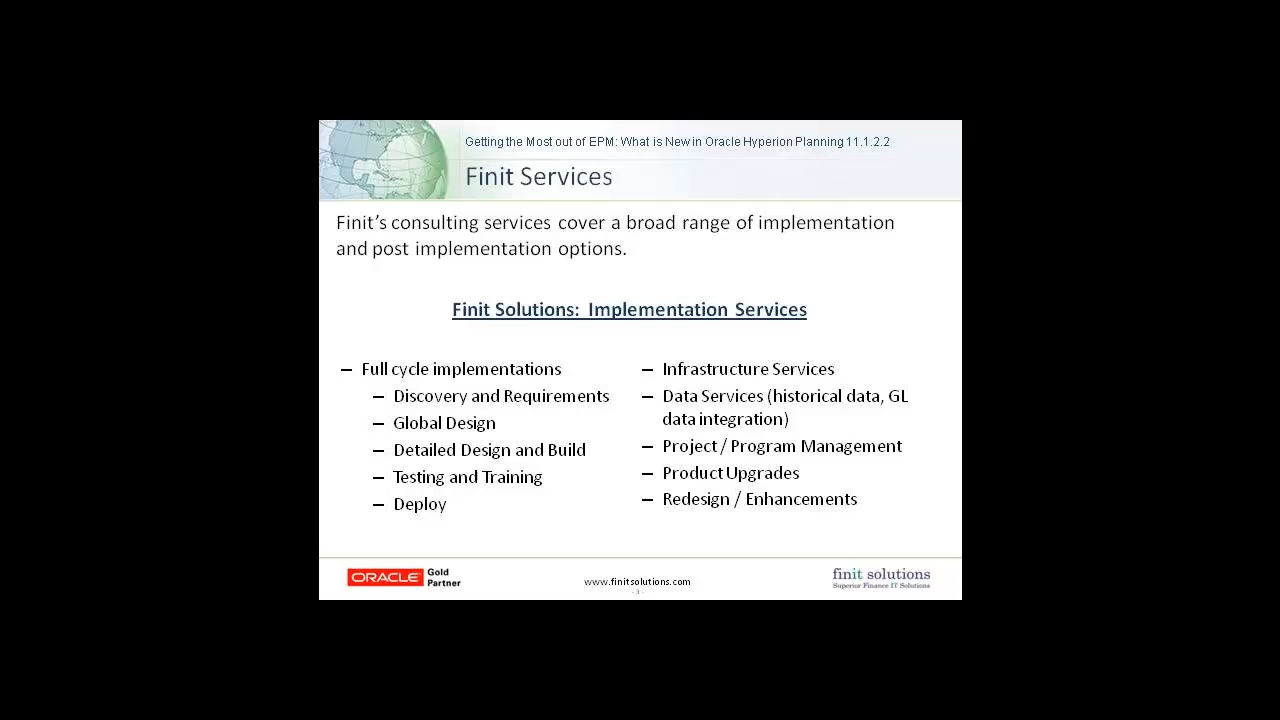 Getting the Most out of EPM: What is New in Oracle Hyperion Planning 11.1.2.2
Finit Services
Finit’s consulting services cover a broad range of implementation
and post implementation options.
Finit Solutions: Implementation Services
– Full cycle implementations
– Discovery and Requirements
– Global Design
– Detailed Design and Build
– Testing and Training
– Deploy
– Infrastructure Services
– Data Services (historical data, GL
data integration)
– Project / Program Management
– Product Upgrades
– Redesign / Enhancements
ORACLE Gold
Partner
www.finitsolutions.com
- 3 -
finit solutions
Superior Finance IT Solutions